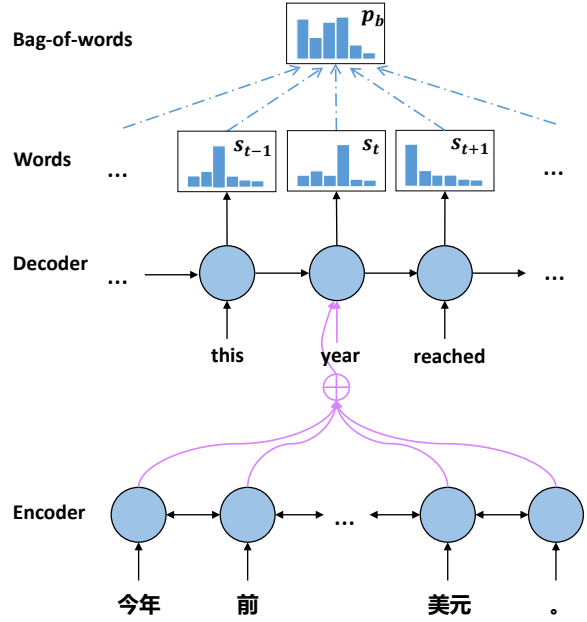 Bag-of-words p_b
Words ... s_{t-1} s_t s_{t+1} ...
Decoder ... ...
this year reached
Encoder ...
今年 前 美元 。